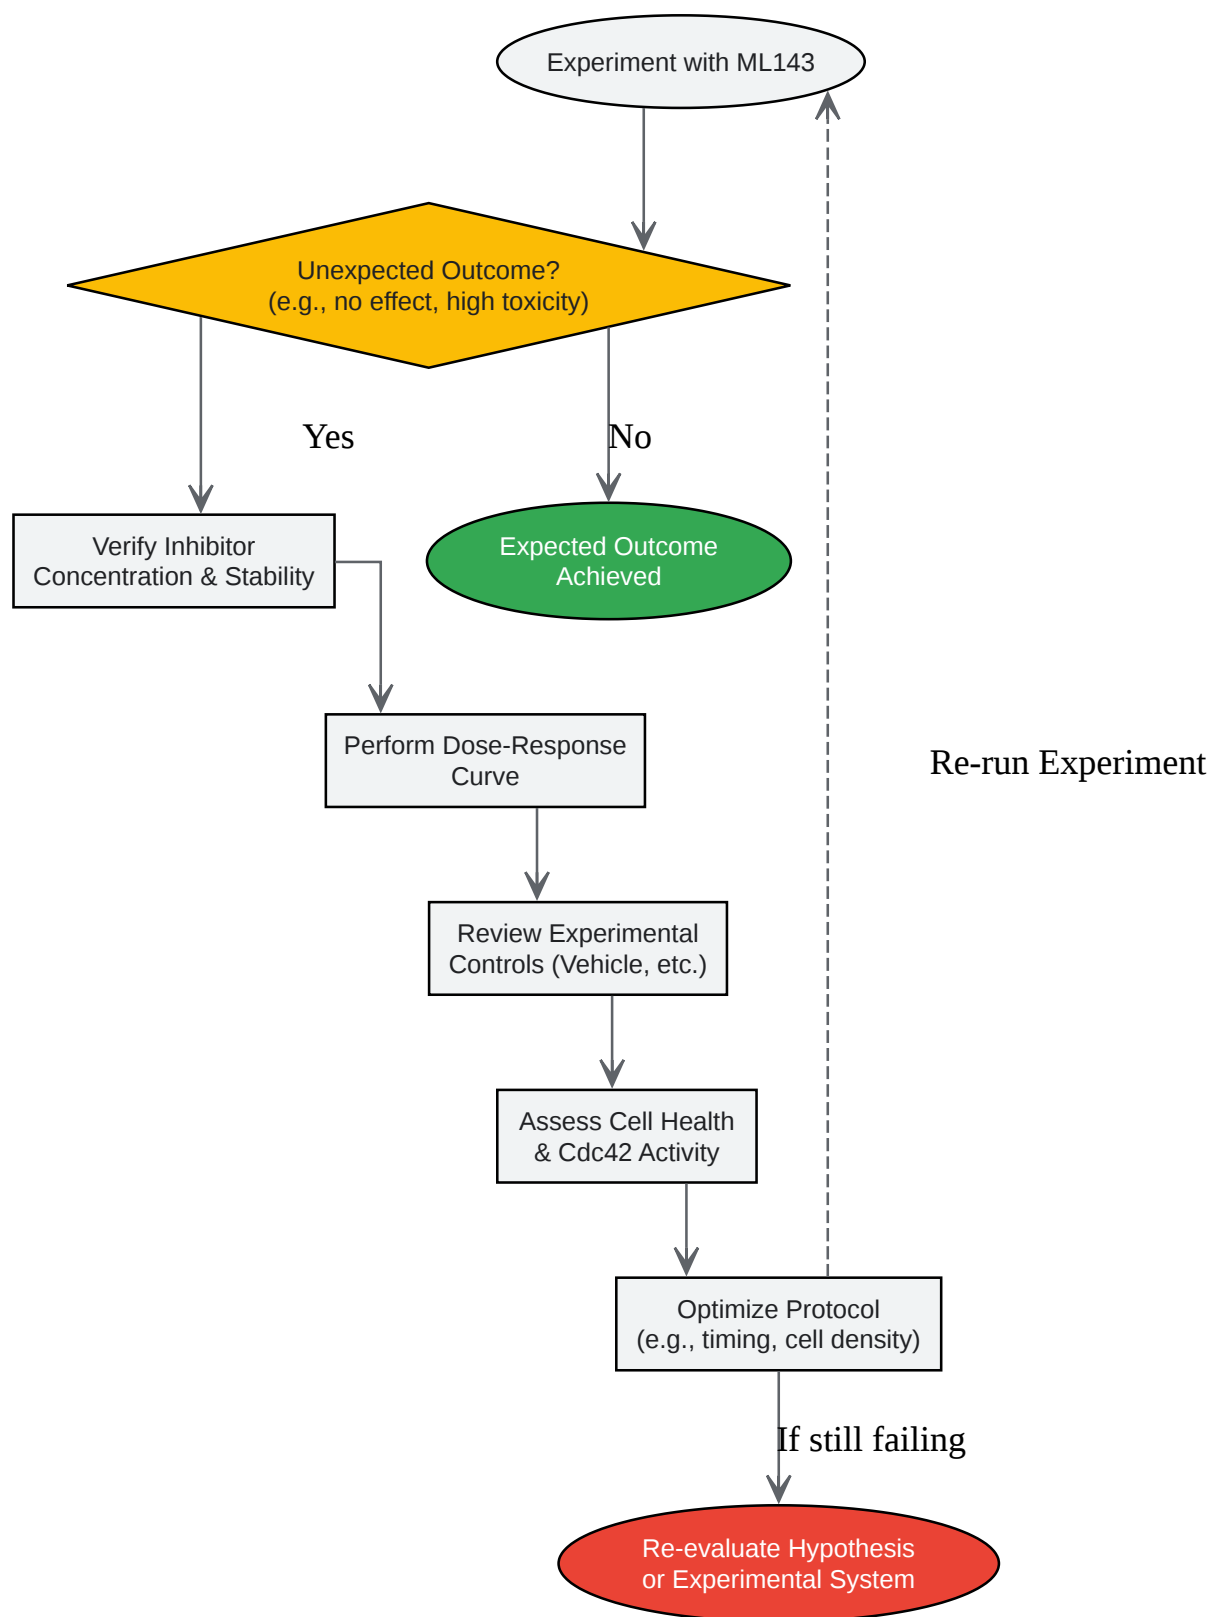 Experiment with ML143
Unexpected Outcome?
(e.g., no effect, high toxicity)
Yes
No
Verify Inhibitor
Concentration & Stability
Expected Outcome
Achieved
Perform Dose-Response
Curve
Re-run Experiment
Review Experimental
Controls (Vehicle, etc.)
Assess Cell Health
& Cdc42 Activity
Optimize Protocol
(e.g., timing, cell density)
If still failing
Re-evaluate Hypothesis
or Experimental System